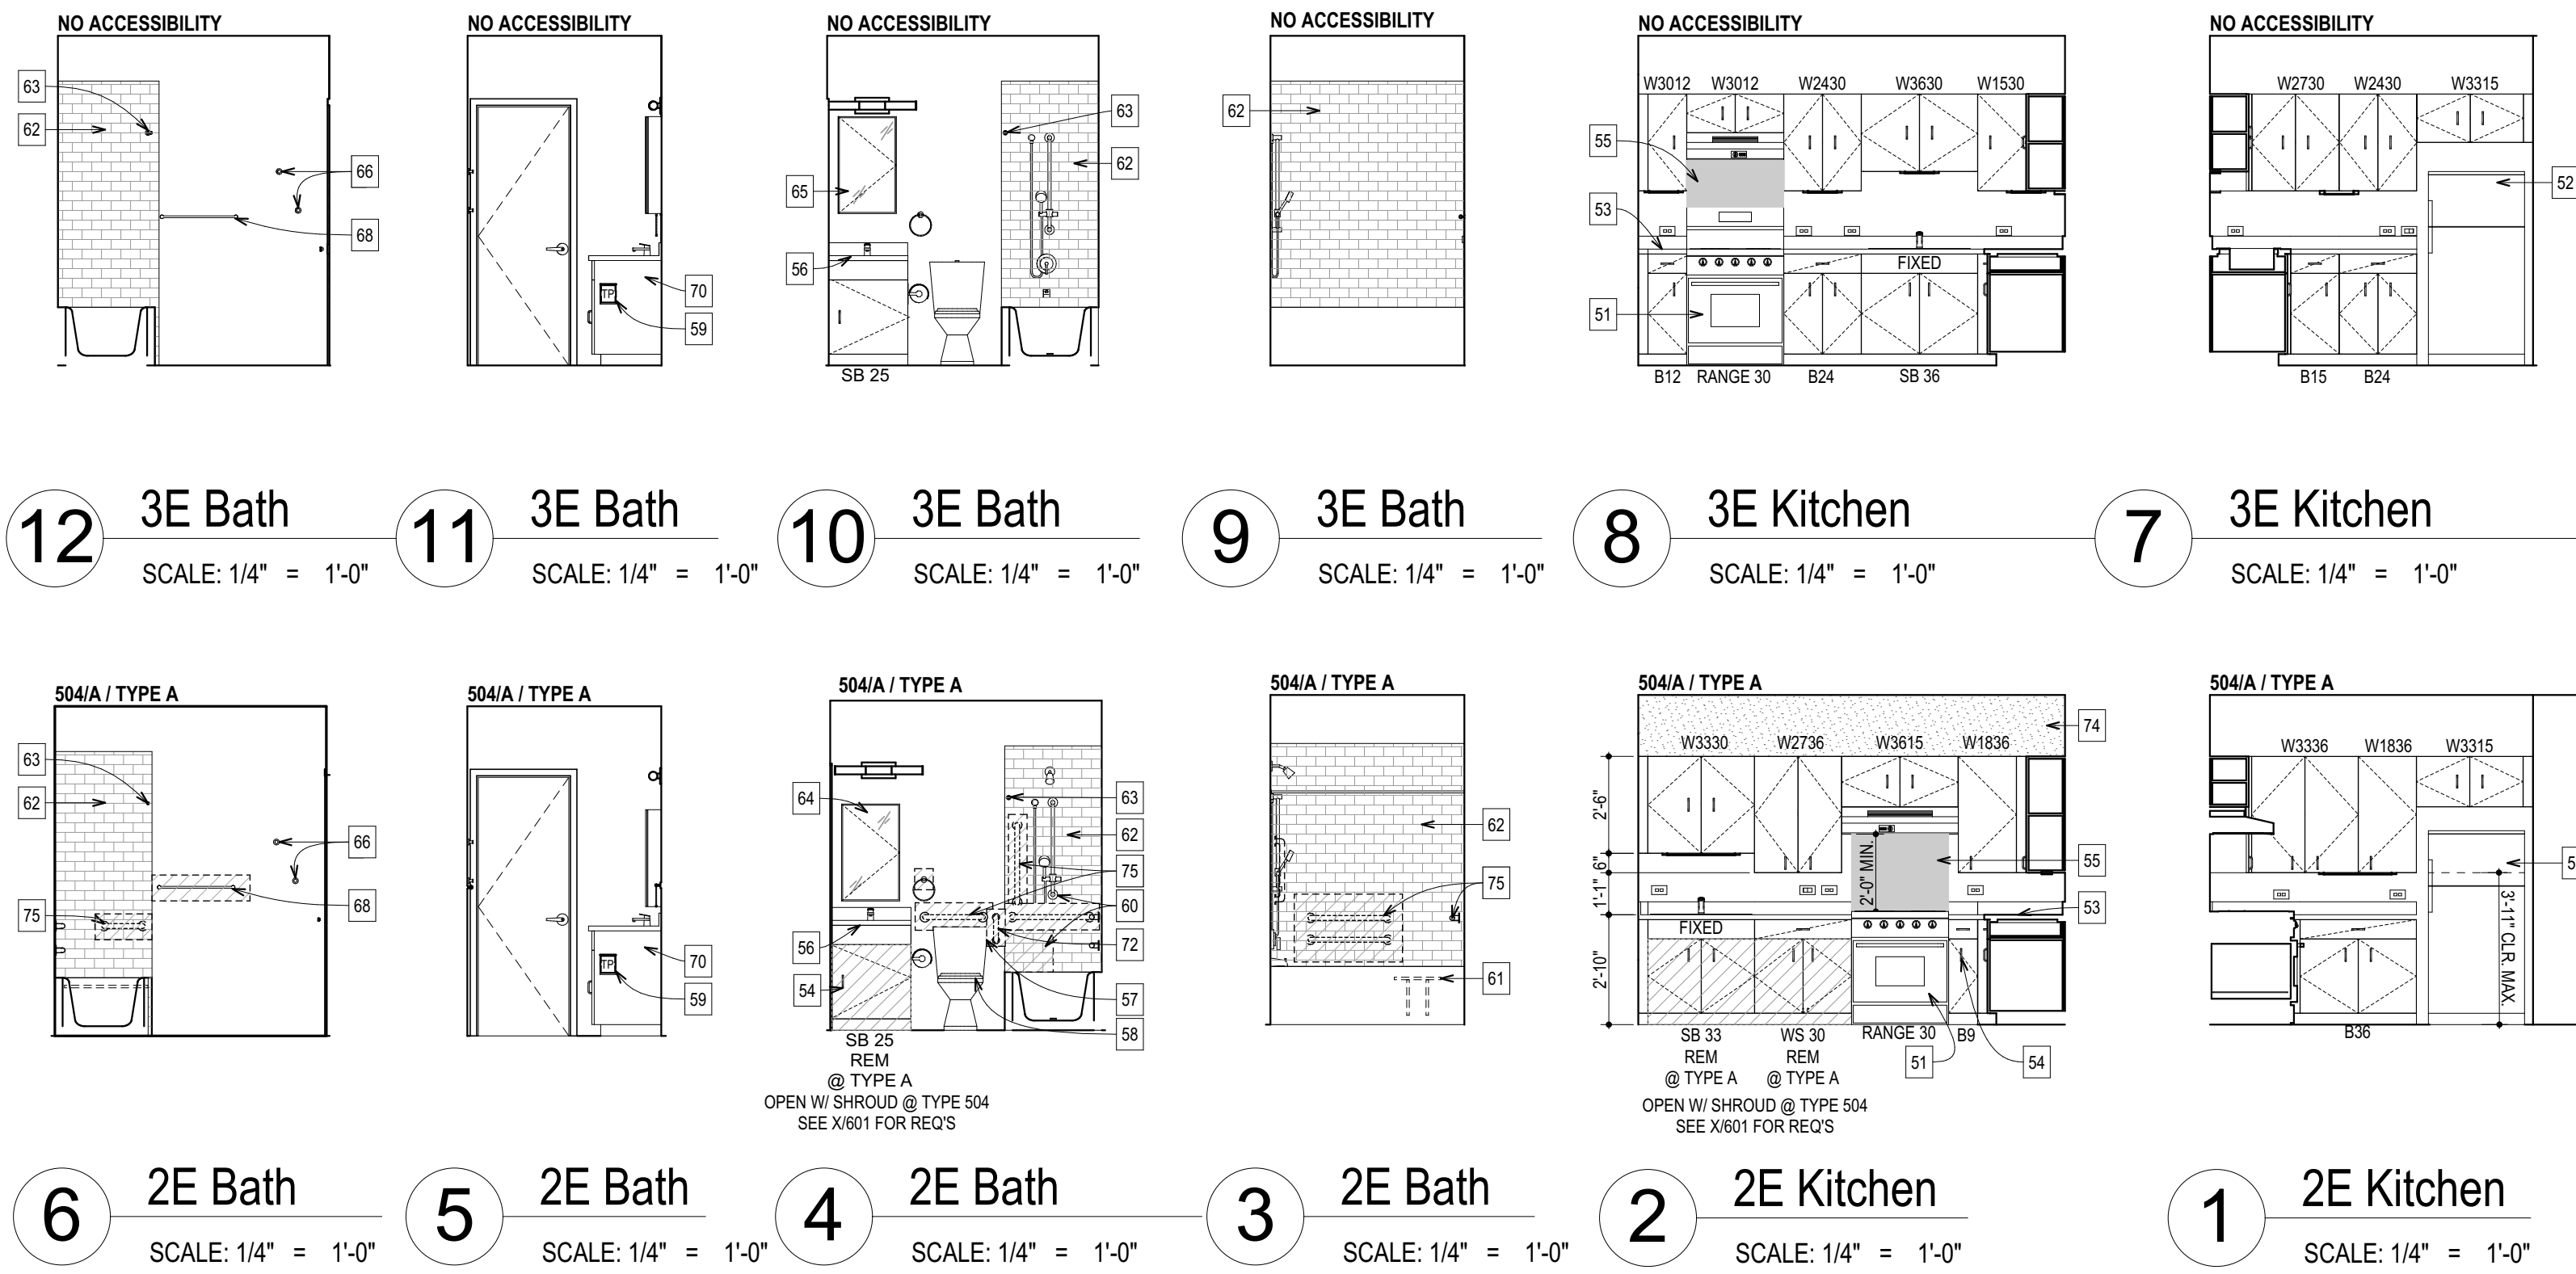 NO ACCESSIBILITY
63
62
66
68
12
3E Bath
SCALE: 1/4" = 1'-0"
NO ACCESSIBILITY
TP
70
59
11
3E Bath
SCALE: 1/4" = 1'-0"
NO ACCESSIBILITY
63
62
65
56
SB 25
10
3E Bath
SCALE: 1/4" = 1'-0"
NO ACCESSIBILITY
62
9
3E Bath
SCALE: 1/4" = 1'-0"
NO ACCESSIBILITY
W3012 W3012 W2430 W3630 W1530
55
53
FIXED
51
B12 RANGE 30 B24 SB 36
8
3E Kitchen
SCALE: 1/4" = 1'-0"
NO ACCESSIBILITY
W2730 W2430 W3315
52
B15 B24
7
3E Kitchen
SCALE: 1/4" = 1'-0"
504/A / TYPE A
63
62
66
68
75
6
2E Bath
SCALE: 1/4" = 1'-0"
504/A / TYPE A
TP
70
59
5
2E Bath
SCALE: 1/4" = 1'-0"
504/A / TYPE A
64
63
62
75
60
56
72
54
57
58
SB 25
REM
@ TYPE A
OPEN W/ SHROUD @ TYPE 504
SEE X/601 FOR REQ'S
4
2E Bath
SCALE: 1/4" = 1'-0"
504/A / TYPE A
62
75
61
3
2E Bath
SCALE: 1/4" = 1'-0"
504/A / TYPE A
74
W3330 W2736 W3615 W1836
2'-6"
6"
1'-1"
2'-10"
2'-0" MIN.
55
53
FIXED
SB 33 WS 30 RANGE 30 B9
REM REM
@ TYPE A @ TYPE A
51
54
OPEN W/ SHROUD @ TYPE 504
SEE X/601 FOR REQ'S
2
2E Kitchen
SCALE: 1/4" = 1'-0"
504/A / TYPE A
W3336 W1836 W3315
3'-11" CLR. MAX.
B36
1
2E Kitchen
SCALE: 1/4" = 1'-0"